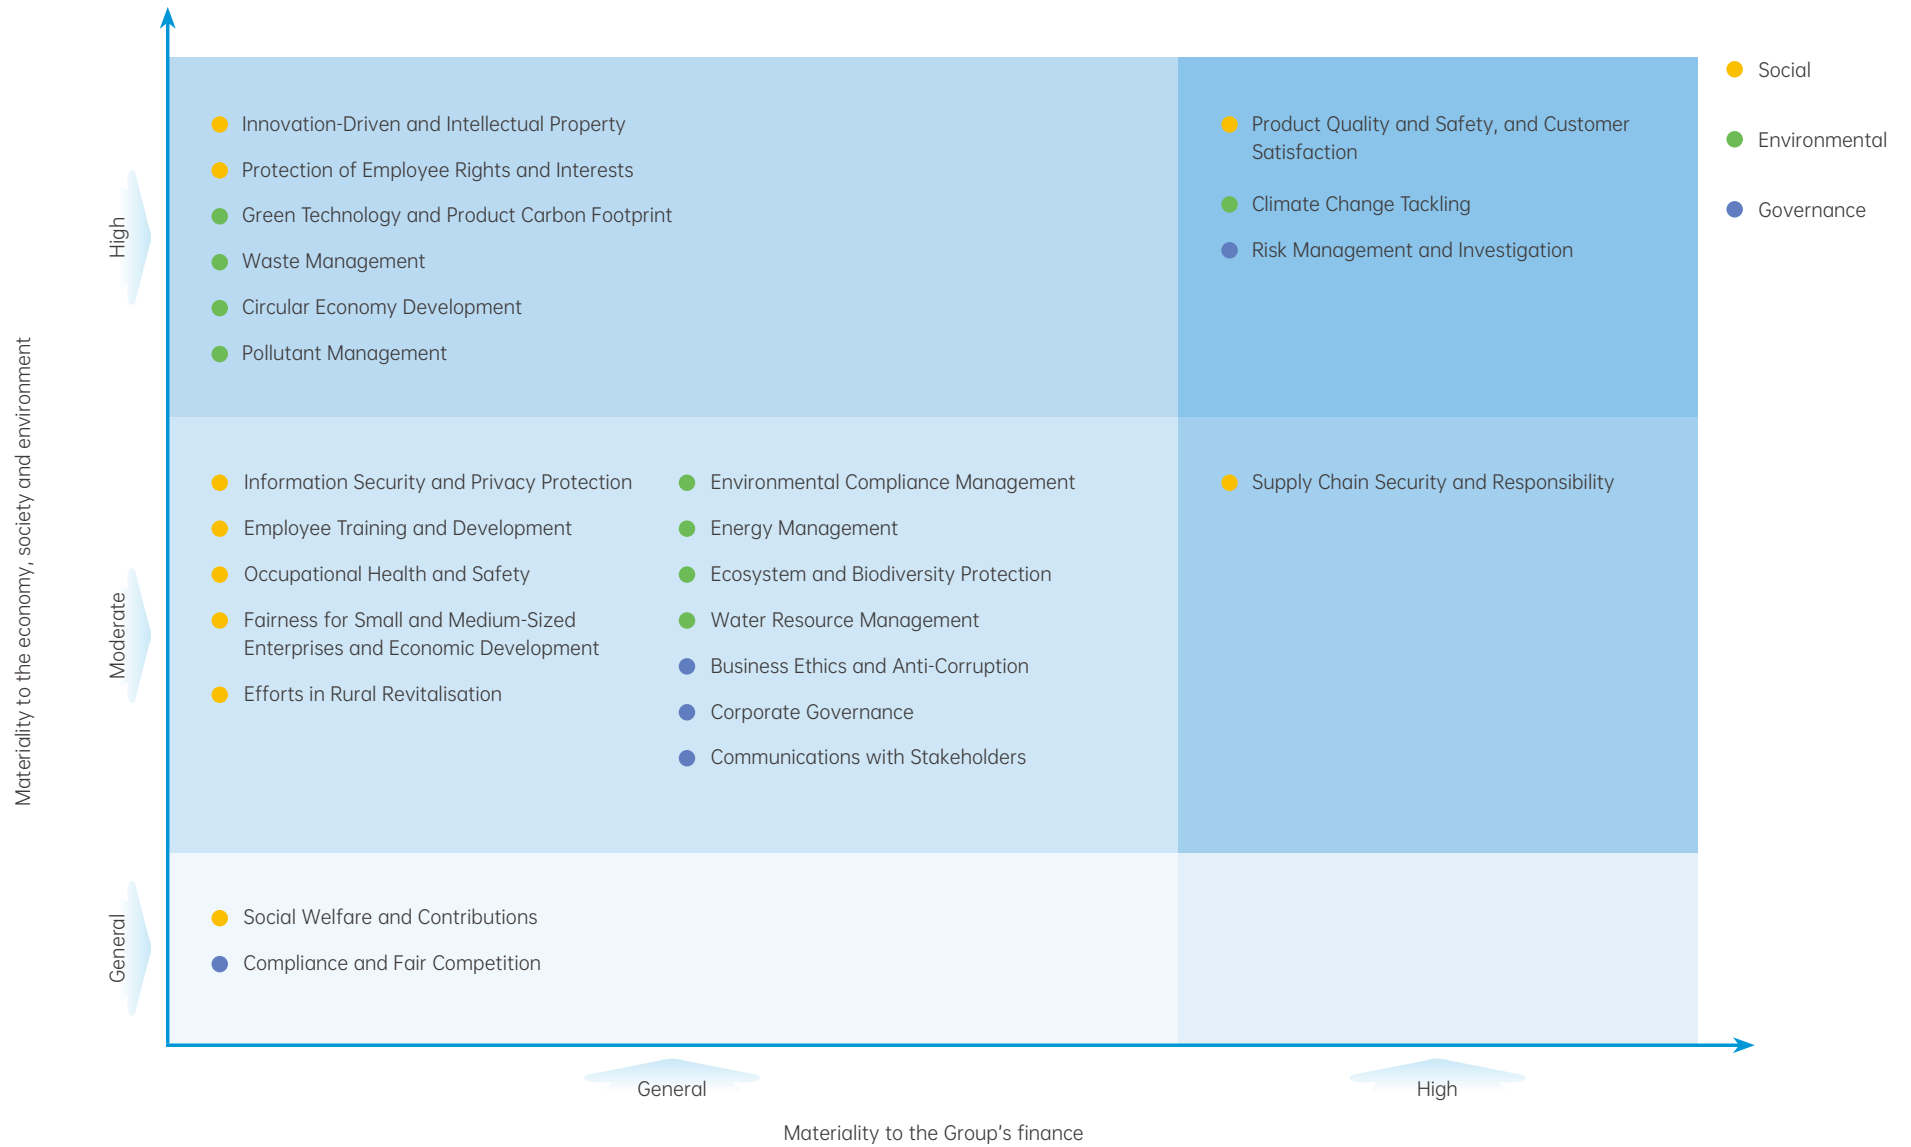 Materiality to the economy, society and environment
High
Innovation-Driven and Intellectual Property
Protection of Employee Rights and Interests
Green Technology and Product Carbon Footprint
Waste Management
Circular Economy Development
Pollutant Management
Product Quality and Safety, and Customer
Satisfaction
Climate Change Tackling
Risk Management and Investigation
Social
Environmental
Governance
Moderate
Information Security and Privacy Protection
Employee Training and Development
Occupational Health and Safety
Fairness for Small and Medium-Sized
Enterprises and Economic Development
Efforts in Rural Revitalisation
Environmental Compliance Management
Energy Management
Ecosystem and Biodiversity Protection
Water Resource Management
Business Ethics and Anti-Corruption
Corporate Governance
Communications with Stakeholders
Supply Chain Security and Responsibility
General
Social Welfare and Contributions
Compliance and Fair Competition
General
High
Materiality to the Group's finance